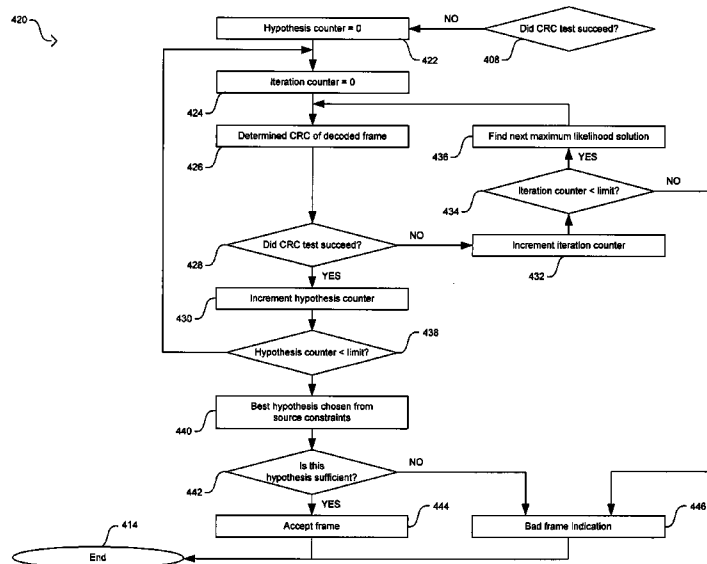 420
Hypothesis counter = 0
422
NO
Did CRC test succeed?
408
Iteration counter = 0
424
Determined CRC of decoded frame
426
Find next maximum likelihood solution
436
YES
Iteration counter < limit?
434
NO
Did CRC test succeed?
428
NO
Increment iteration counter
432
YES
Increment hypothesis counter
430
Hypothesis counter < limit?
438
Best hypothesis chosen from
source constraints
440
Is this
hypothesis sufficient?
442
NO
YES
Accept frame
444
Bad frame indication
446
414
End